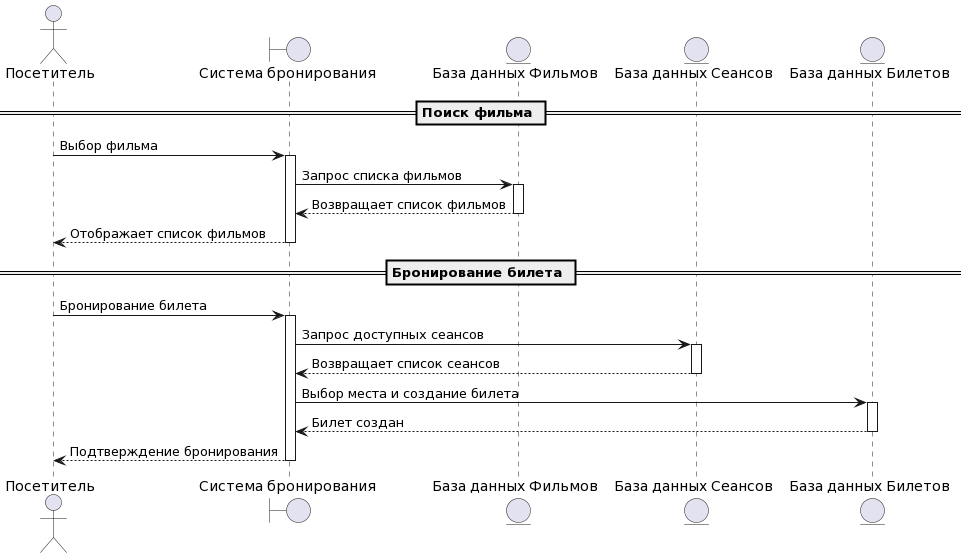 Посетитель
Система бронирования
База данных Фильмов
База данных Сеансов
База данных Билетов
Поиск фильма
Выбор фильма
Запрос списка фильмов
Возвращает список фильмов
Отображает список фильмов
Бронирование билета
Бронирование билета
Запрос доступных сеансов
Возвращает список сеансов
Выбор места и создание билета
Билет создан
Подтверждение бронирования
Посетитель
Система бронирования
База данных Фильмов
База данных Сеансов
База данных Билетов